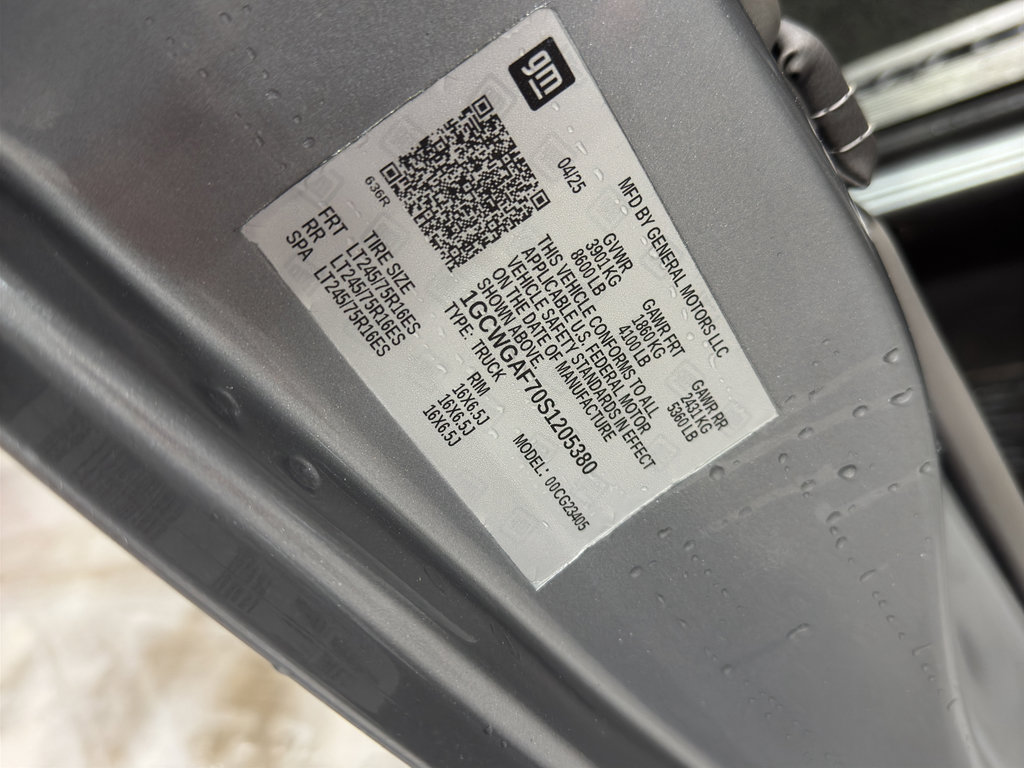 gm
MFD BY GENERAL MOTORS LLC
04/25
GVWR GAWR FRT GAWR RR
3901 KG 1860 KG 2431 KG
8600 LB 4100 LB 5360 LB
THIS VEHICLE CONFORMS TO ALL
APPLICABLE U.S. FEDERAL MOTOR
VEHICLE SAFETY STANDARDS IN EFFECT
ON THE DATE OF MANUFACTURE
SHOWN ABOVE.
1GCWGAF70S1205380
TYPE: TRUCK MODEL: 00CG23405
636R
TIRE SIZE RIM
FRT LT245/75R16ES 16X6.5J
RR LT245/75R16ES 16X6.5J
SPA LT245/75R16ES 16X6.5J